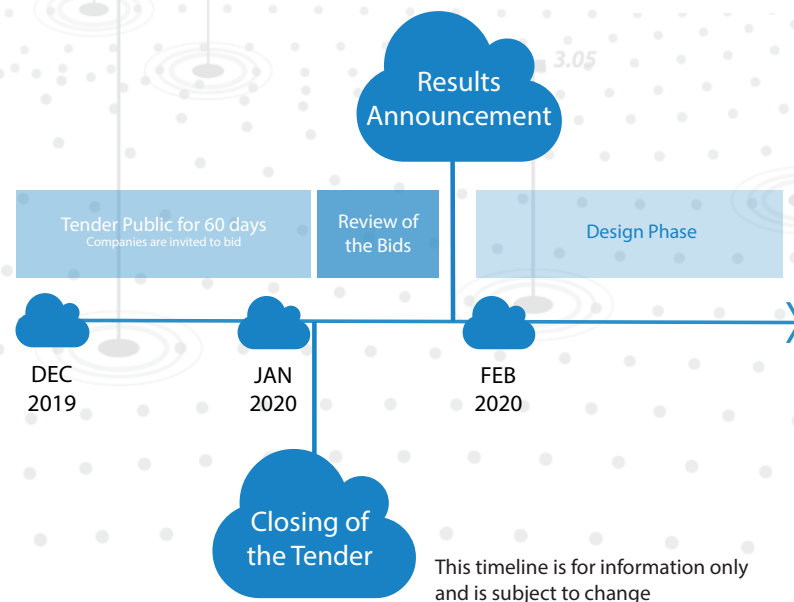 3.05
Results
Announcement
Tender Public for 60 days
Companies are invited to bid
Review of
the Bids
Design Phase
DEC
2019
JAN
2020
FEB
2020
Closing of
the Tender
This timeline is for information only
and is subject to change